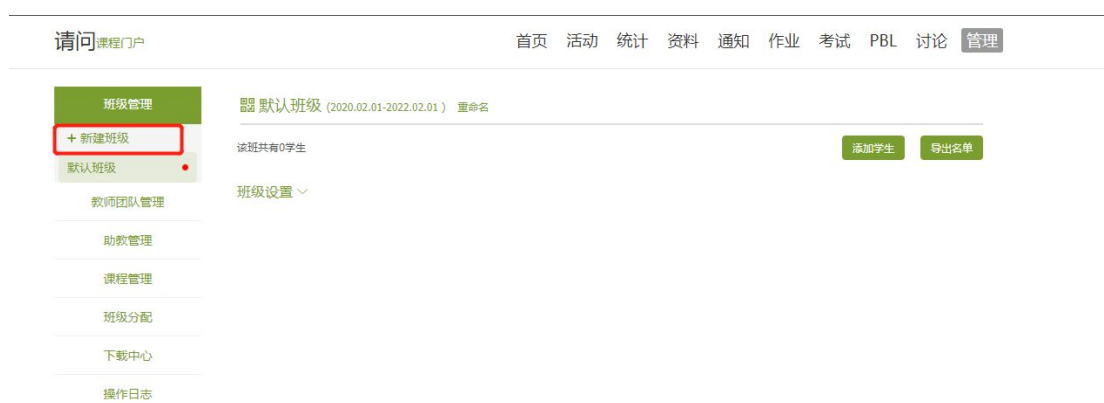 请问课程门户 首页 活动 统计 资料 通知 作业 考试 PBL 讨论 管理
班级管理
+ 新建班级
默认班级
教师团队管理
助教管理
课程管理
班级分配
下载中心
操作日志
默认班级 (2020.02.01-2022.02.01 ) 重命名
该班共有0学生 添加学生 导出名单
班级设置